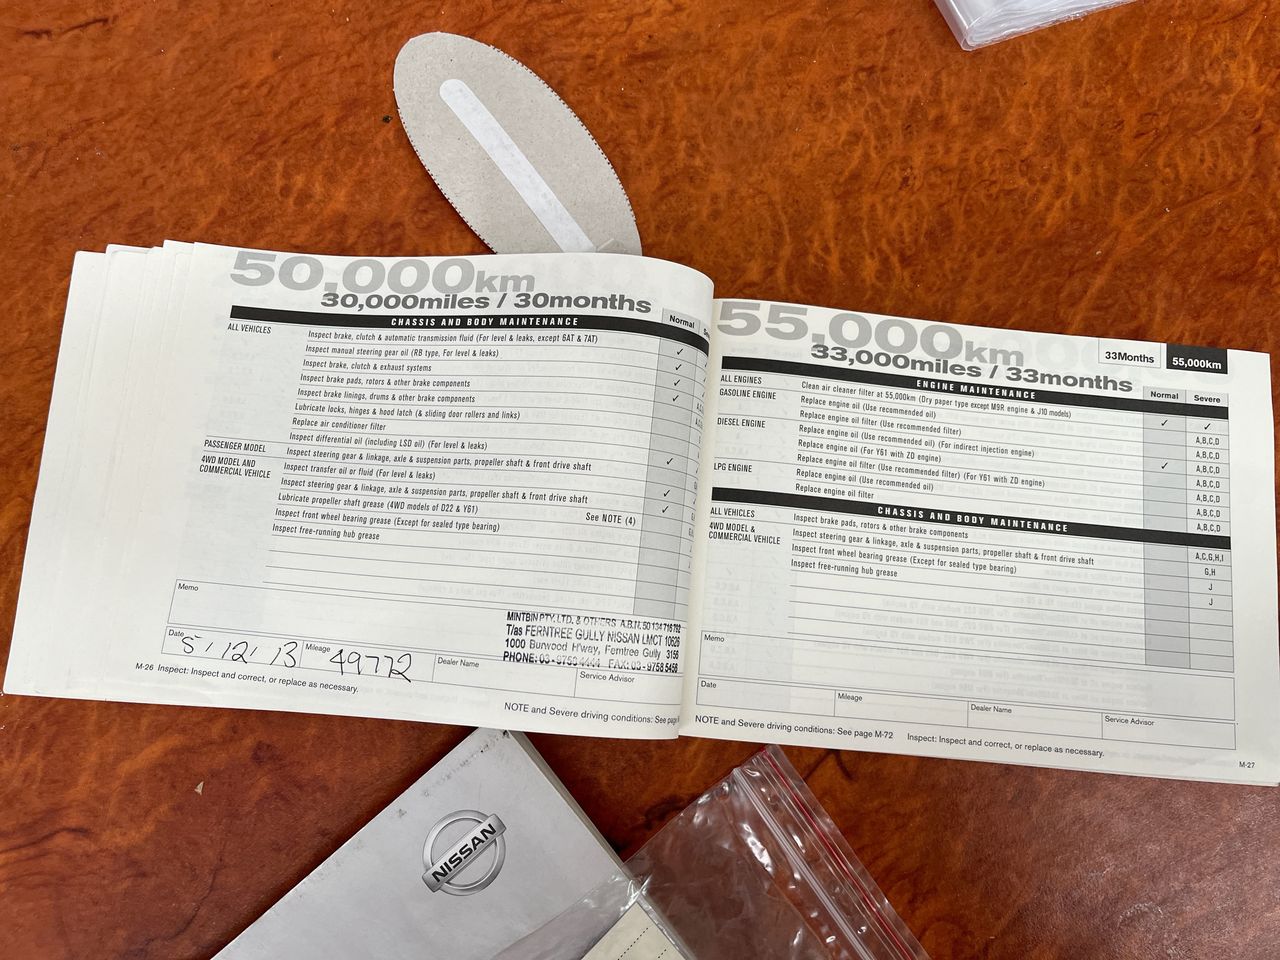 50,000km
30,000miles / 30months
CHASSIS AND BODY MAINTENANCE
Normal
ALL VEHICLES
Inspect brake, clutch & automatic transmission fluid (For level & leaks, except 6AT & 7AT)
Inspect manual steering gear oil (RB type, For level & leaks)
Inspect brake, clutch & exhaust systems
Inspect brake pads, rotors & other brake components
Inspect brake linings, drums & other brake components
Lubricate locks, hinges & hood latch (& sliding door rollers and links)
Replace air conditioner filter
PASSENGER MODEL
Inspect differential oil (including LSD oil) (For level & leaks)
Inspect steering gear & linkage, axle & suspension parts, propeller shaft & front drive shaft
4WD MODEL AND
COMMERCIAL VEHICLE
Inspect transfer oil or fluid (For level & leaks)
Inspect steering gear & linkage, axle & suspension parts, propeller shaft & front drive shaft
Lubricate propeller shaft grease (4WD models of D22 & Y61) See NOTE (4)
Inspect front wheel bearing grease (Except for sealed type bearing)
Inspect free-running hub grease
Memo
MINTBIN PTY. LTD. & OTHERS A.B.N. 50 134 716 792
T/as FERNTREE GULLY NISSAN LMCT 10626
1000 Burwood H'way, Ferntree Gully 3156
PHONE: 03 - 9758 4444 FAX: 03 - 9758 5456
Date 5. 12. 13
Mileage 49772
Dealer Name
Service Advisor
M-26 Inspect: Inspect and correct, or replace as necessary.
NOTE and Severe driving conditions: See page
55,000km
33,000miles / 33months
33Months
55,000km
ENGINE MAINTENANCE
Normal Severe
ALL ENGINES
Clean air cleaner filter at 55,000km (Dry paper type except M9R engine & J10 models)
✓ ✓
GASOLINE ENGINE
Replace engine oil (Use recommended oil)
A,B,C,D
Replace engine oil filter (Use recommended filter)
A,B,C,D
DIESEL ENGINE
Replace engine oil (Use recommended oil) (For indirect injection engine)
✓ A,B,C,D
Replace engine oil (For Y61 with ZD engine)
A,B,C,D
Replace engine oil filter (Use recommended filter) (For Y61 with ZD engine)
A,B,C,D
LPG ENGINE
Replace engine oil (Use recommended oil)
A,B,C,D
Replace engine oil filter
A,B,C,D
CHASSIS AND BODY MAINTENANCE
ALL VEHICLES
Inspect brake pads, rotors & other brake components
A,C,G,H,I
4WD MODEL &
COMMERCIAL VEHICLE
Inspect steering gear & linkage, axle & suspension parts, propeller shaft & front drive shaft
G,H
Inspect front wheel bearing grease (Except for sealed type bearing)
J
Inspect free-running hub grease
J
Memo
Date
Mileage
Dealer Name
Service Advisor
NOTE and Severe driving conditions: See page M-72 Inspect: Inspect and correct, or replace as necessary.
M-27
NISSAN